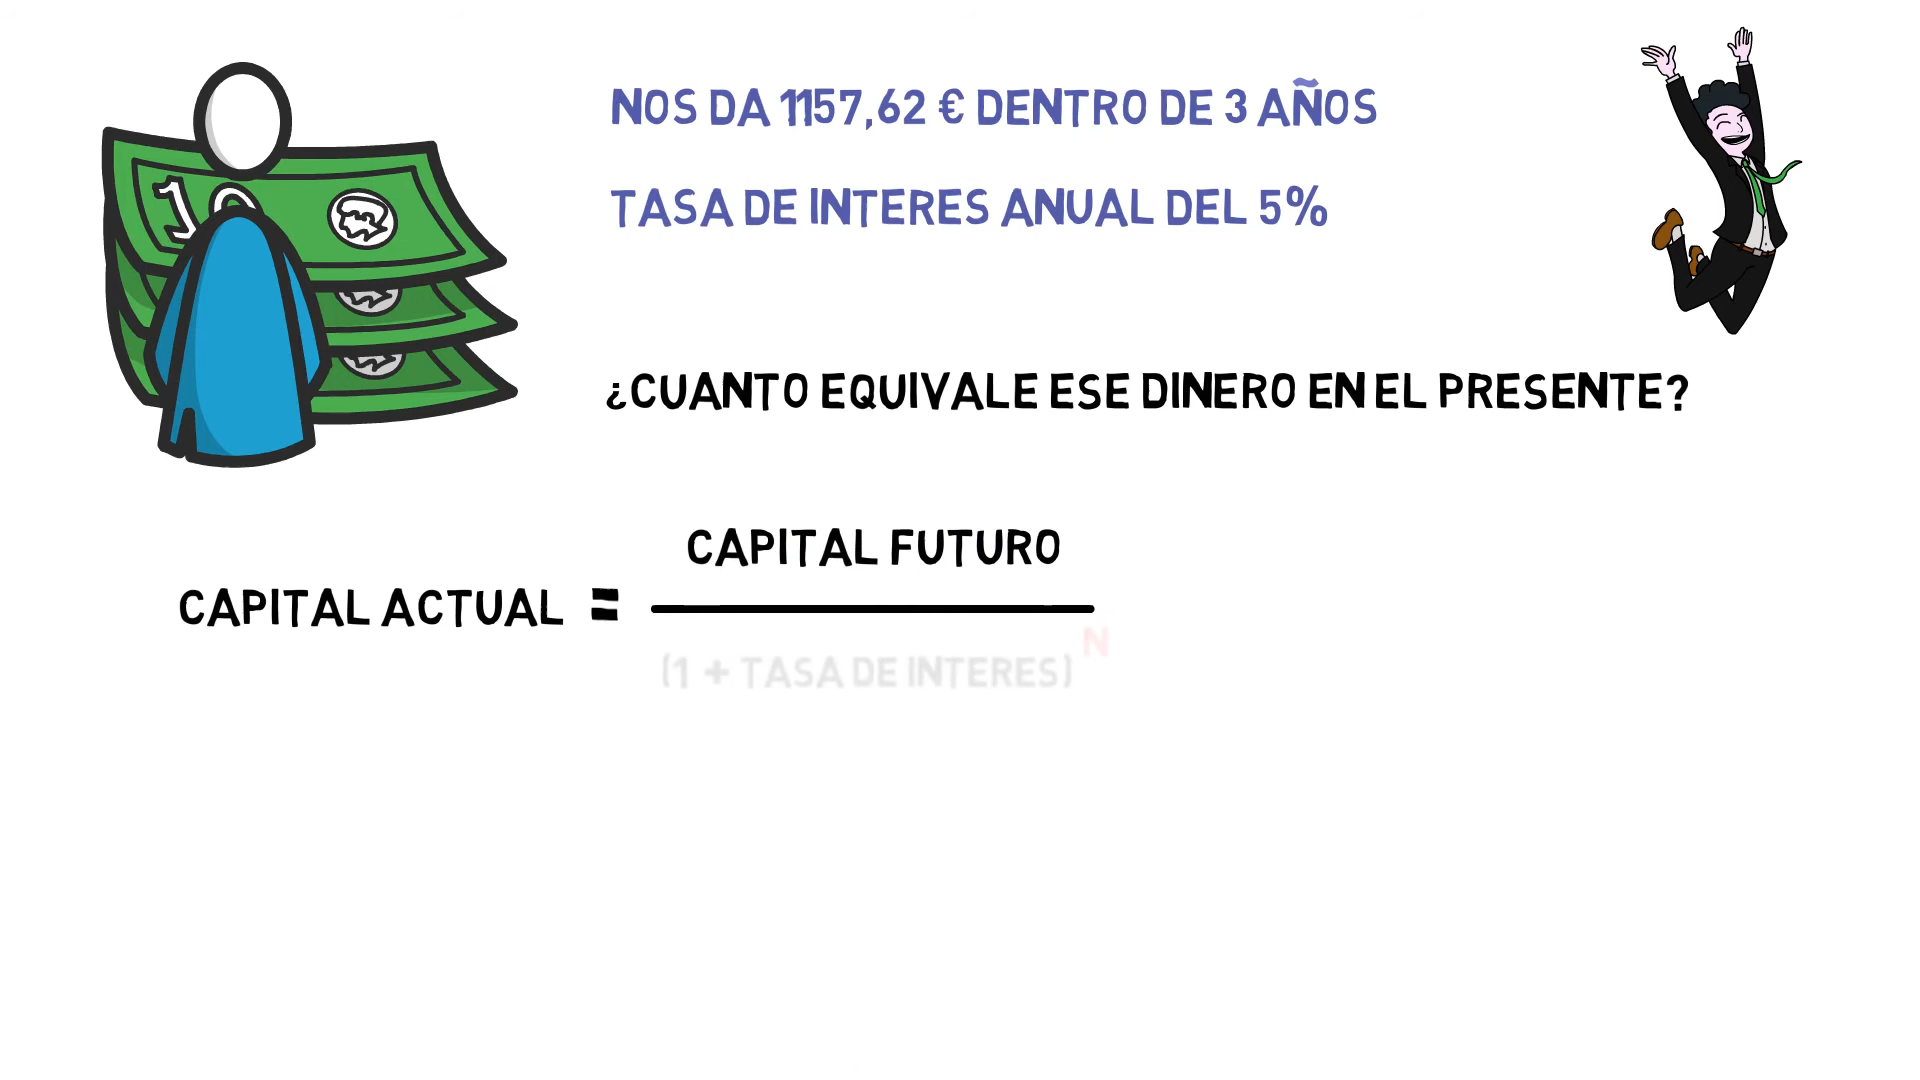 NOS DA 1157,62 € DENTRO DE 3 AÑOS
TASA DE INTERES ANUAL DEL 5%
10
¿CUANTO EQUIVALE ESE DINERO EN EL PRESENTE?
CAPITAL FUTURO
CAPITAL ACTUAL =
(1 + TASA DE INTERES) N